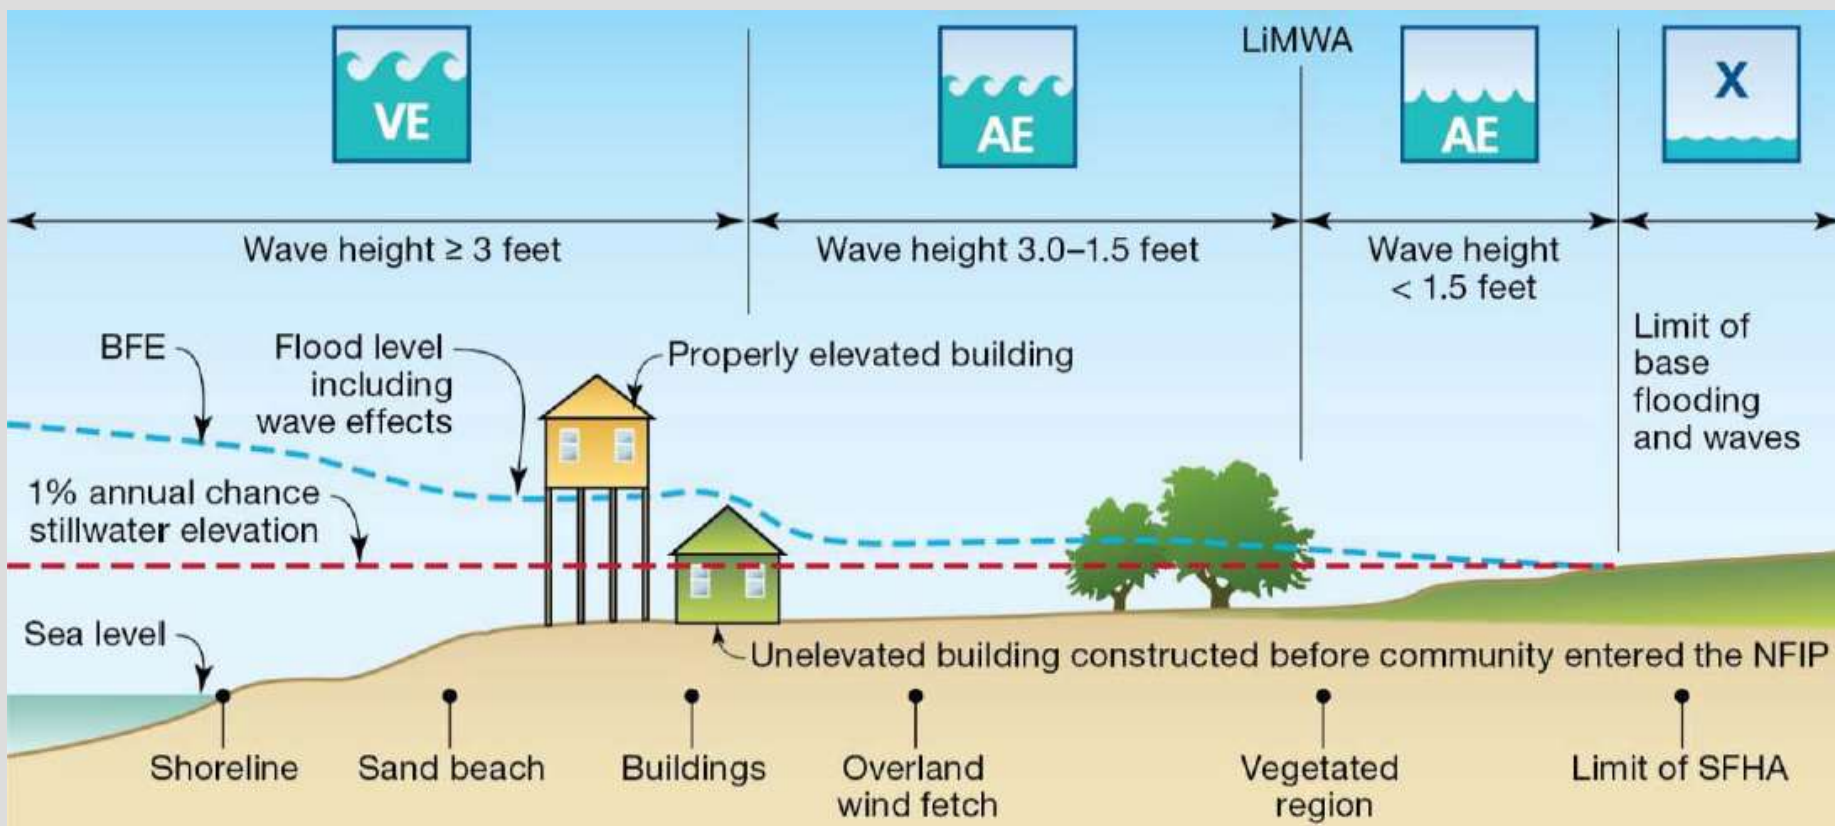 VE
AE
LiMWA
AE
X
Wave height ≥ 3 feet
Wave height 3.0–1.5 feet
Wave height
< 1.5 feet
BFE
Flood level
including
wave effects
Properly elevated building
Limit of
base
flooding
and waves
1% annual chance
stillwater elevation
Sea level
Unelevated building constructed before community entered the NFIP
Shoreline
Sand beach
Buildings
Overland
wind fetch
Vegetated
region
Limit of SFHA